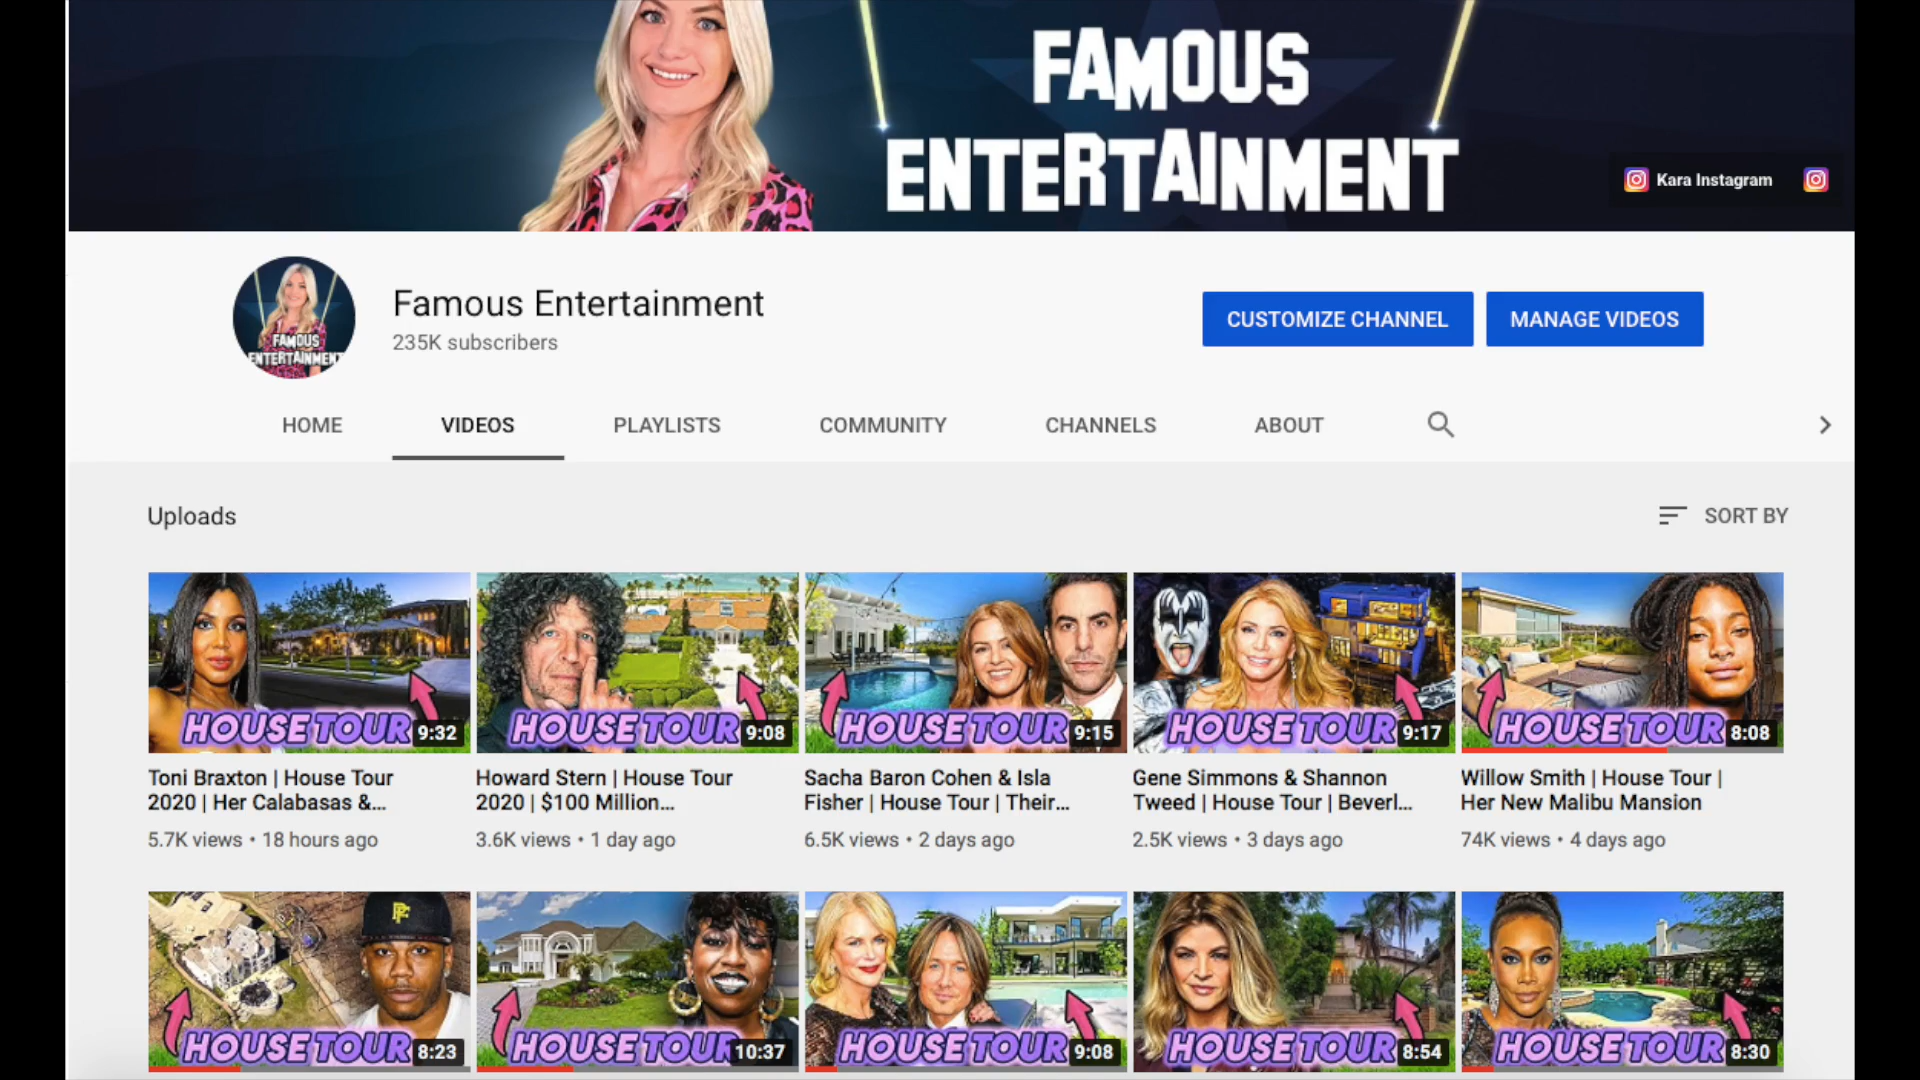 FAMOUS
ENTERTAINMENT
Kara Instagram
FAMOUS
ENTERTAINMENT
Famous Entertainment
235K subscribers
CUSTOMIZE CHANNEL
MANAGE VIDEOS
HOME
VIDEOS
PLAYLISTS
COMMUNITY
CHANNELS
ABOUT
Uploads
SORT BY
HOUSE TOUR
9:32
HOUSE TOUR
9:08
HOUSE TOUR
9:15
HOUSE TOUR
9:17
HOUSE TOUR
8:08
Toni Braxton | House Tour
2020 | Her Calabasas &...
5.7K views • 18 hours ago
Howard Stern | House Tour
2020 | $100 Million...
3.6K views • 1 day ago
Sacha Baron Cohen & Isla
Fisher | House Tour | Their...
6.5K views • 2 days ago
Gene Simmons & Shannon
Tweed | House Tour | Beverl...
2.5K views • 3 days ago
Willow Smith | House Tour |
Her New Malibu Mansion
74K views • 4 days ago
HOUSE TOUR
8:23
HOUSE TOUR
10:37
HOUSE TOUR
9:08
HOUSE TOUR
8:54
HOUSE TOUR
8:30